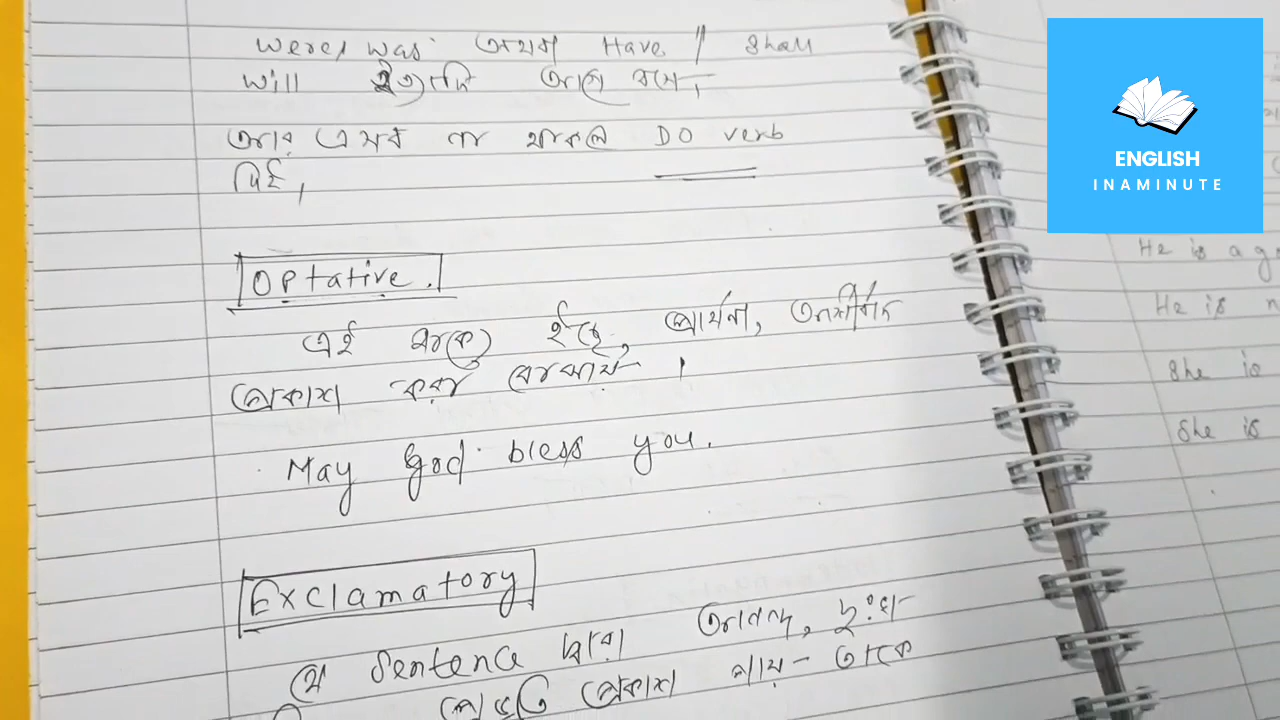 were, was অথবা Have / Shall
will ইত্যাদি আগে বসে,
আর এসব না থাকলে DO verb
দিই,
Optative.
এই বাক্যে ইচ্ছে, প্রার্থনা, আশীর্বাদ
প্রকাশ করা বোঝায়।
May God bless you.
Exclamatory
যে Sentence দ্বারা আনন্দ, দুঃখ
প্রভৃতি প্রকাশ পায় তাকে
ENGLISH
INAMINUTE
He is a g
He is n
She is
She is